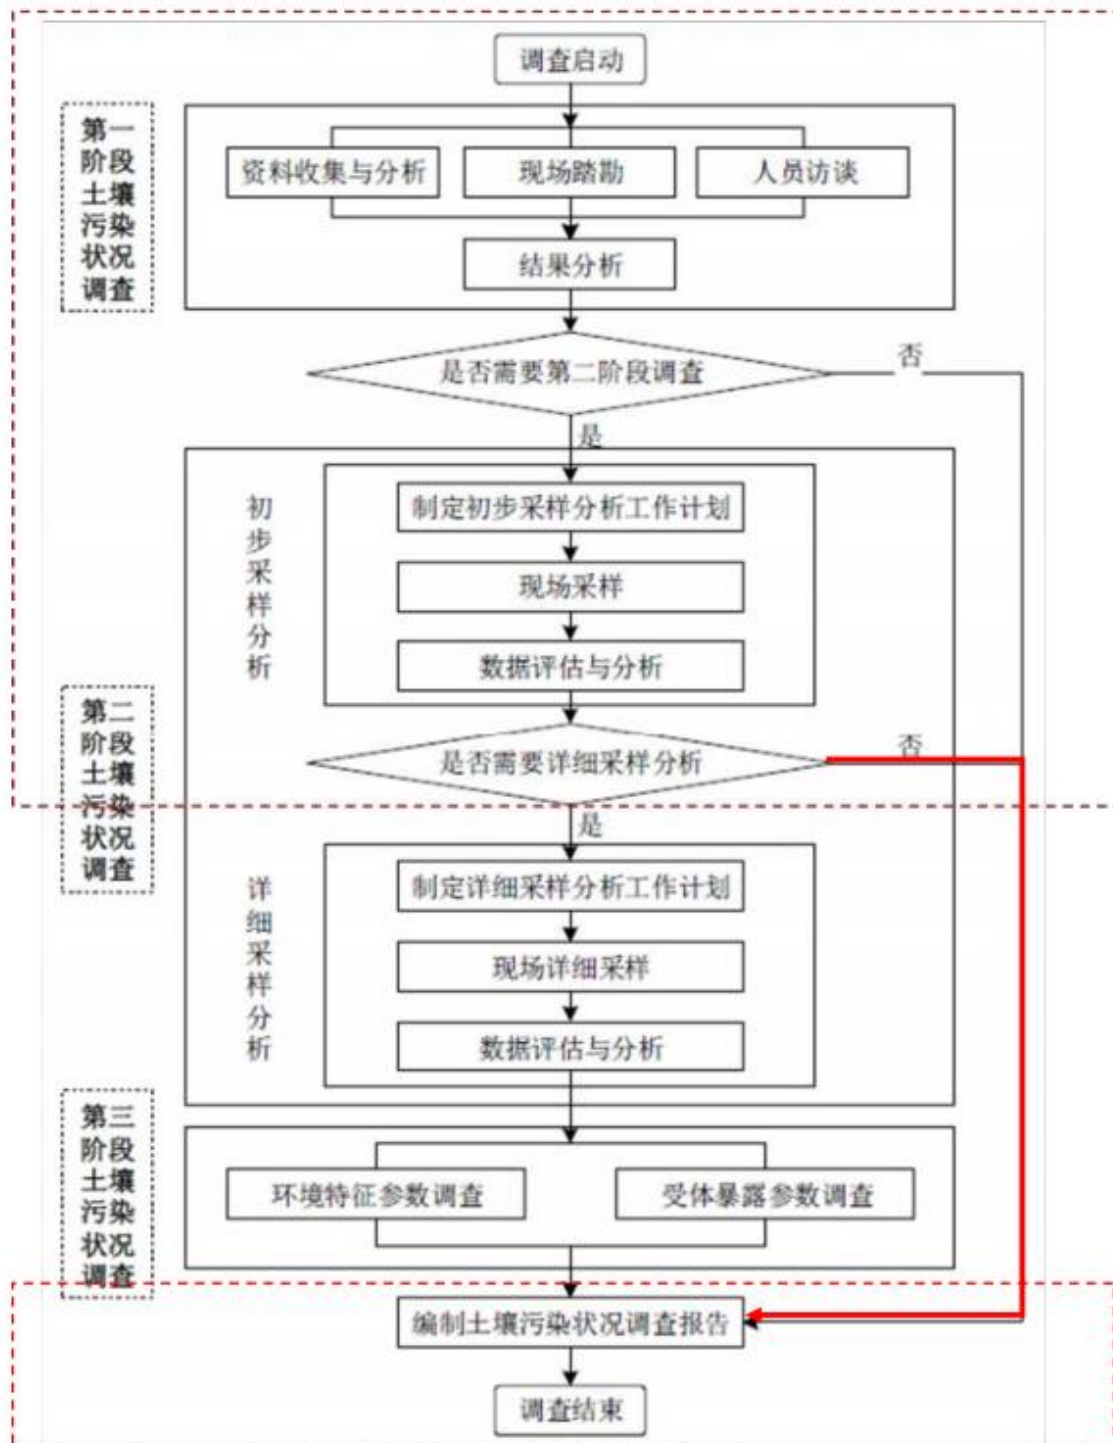 调查启动
第一
阶段
土壤
污染
状况
调查
资料收集与分析
现场踏勘
人员访谈
结果分析
是否需要第二阶段调查
否
是
初
步
采
样
分
析
制定初步采样分析工作计划
现场采样
数据评估与分析
第二
阶段
土壤
污染
状况
调查
是否需要详细采样分析
否
是
详
细
采
样
分
析
制定详细采样分析工作计划
现场详细采样
数据评估与分析
第三
阶段
土壤
污染
状况
调查
环境特征参数调查
受体暴露参数调查
编制土壤污染状况调查报告
调查结束